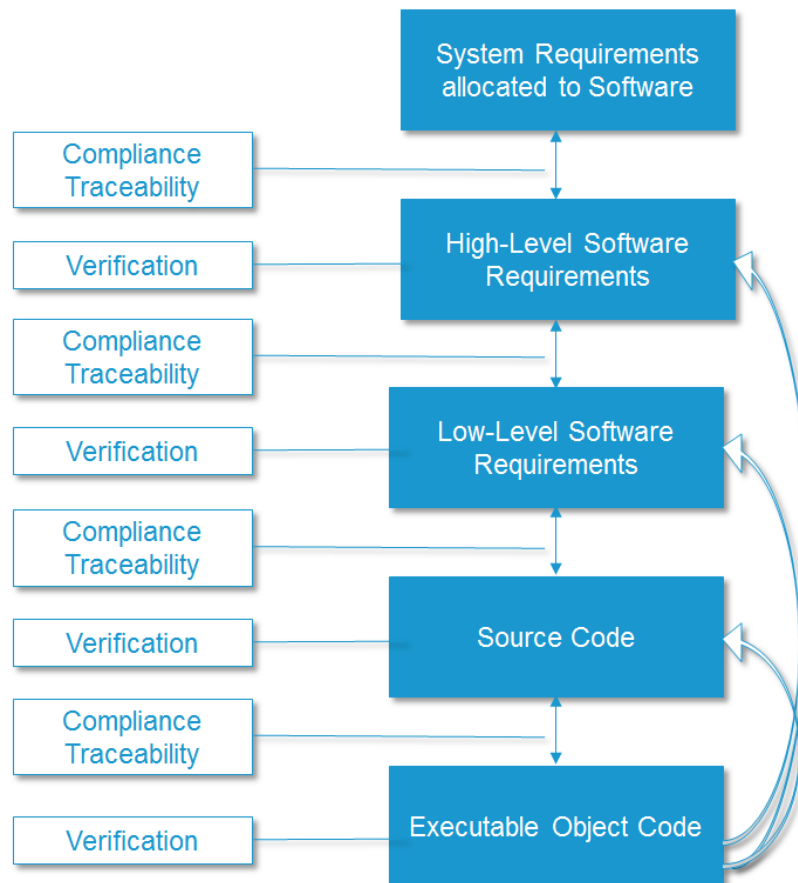 System Requirements
allocated to Software
Compliance
Traceability
High-Level Software
Requirements
Verification
Compliance
Traceability
Low-Level Software
Requirements
Verification
Compliance
Traceability
Source Code
Verification
Compliance
Traceability
Executable Object Code
Verification